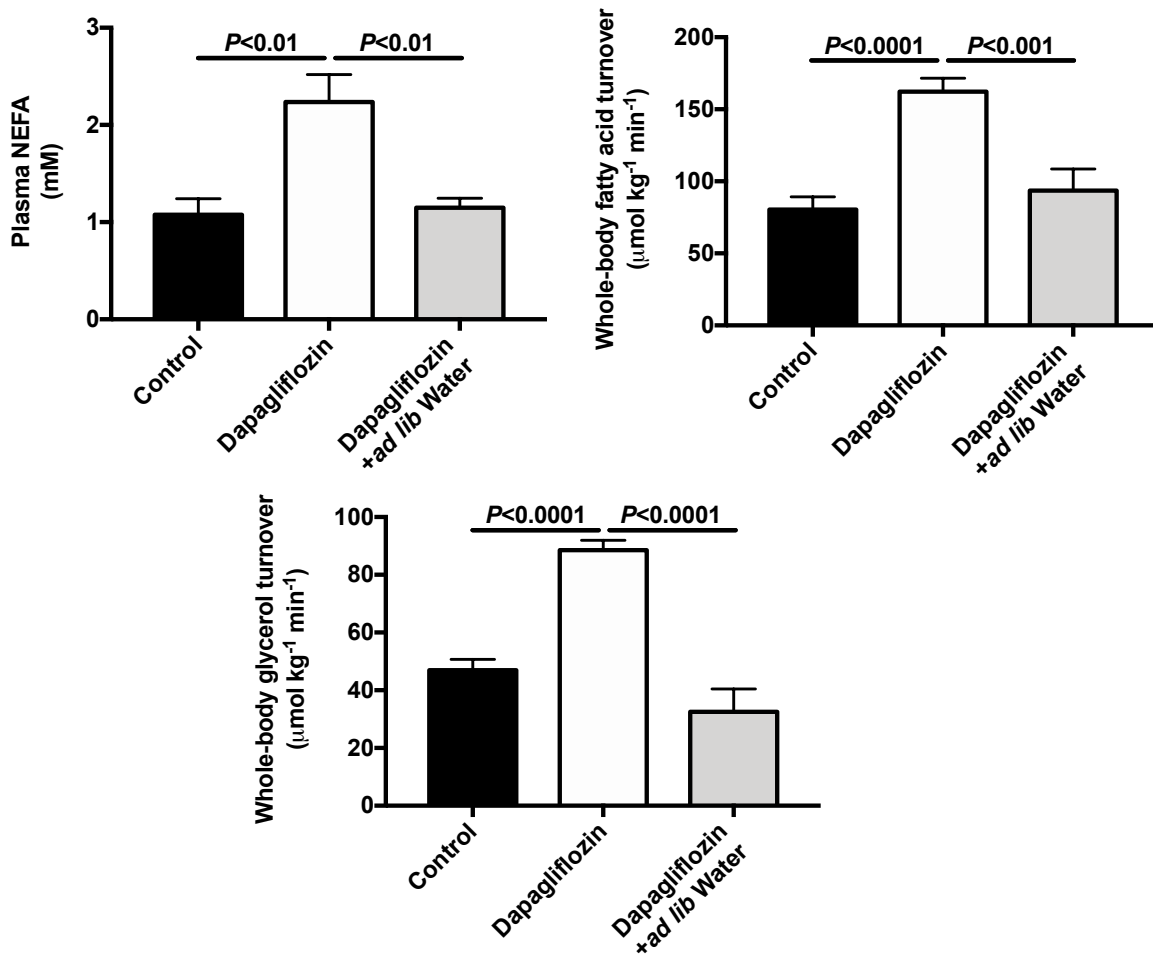 Plasma NEFA
(mM)
3
2
1
0
P<0.01
P<0.01
Control
Dapagliflozin
Dapagliflozin
+ad lib Water
Whole-body fatty acid turnover
(μmol kg-1 min-1)
200
150
100
50
0
P<0.0001
P<0.001
Control
Dapagliflozin
Dapagliflozin
+ad lib Water
Whole-body glycerol turnover
(μmol kg-1 min-1)
100
80
60
40
20
0
P<0.0001
P<0.0001
Control
Dapagliflozin
Dapagliflozin
+ad lib Water